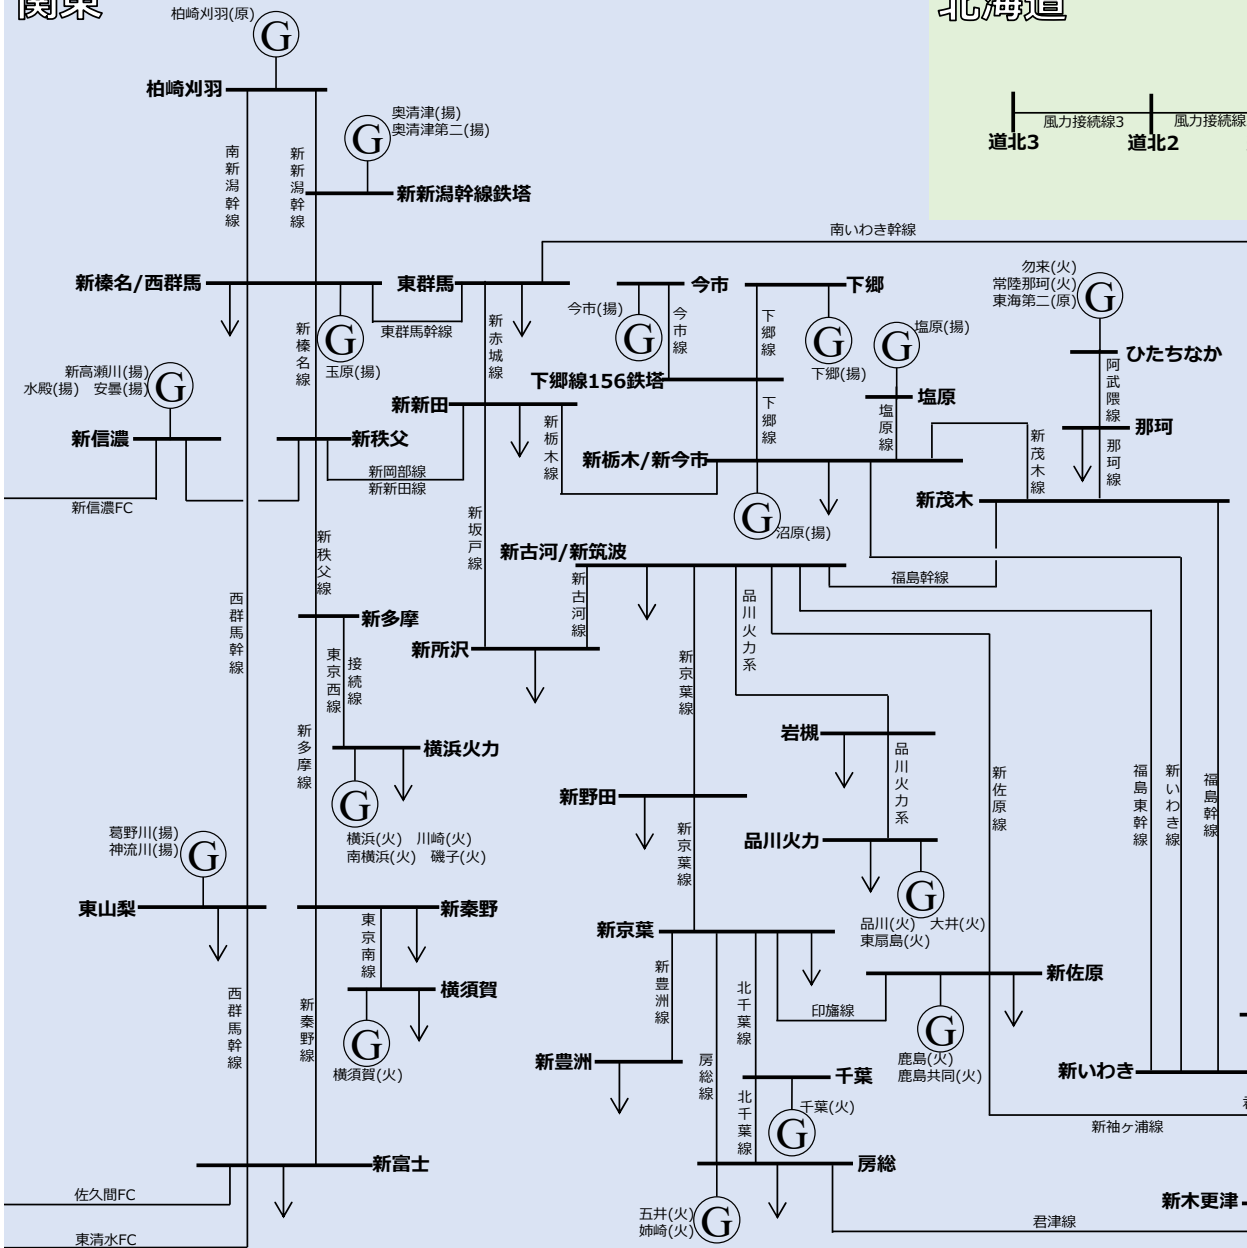 関東
北海道
柏崎刈羽(原)
G
柏崎刈羽
奥清津(揚)
奥清津第二(揚)
G
南新潟幹線
新新潟幹線
新新潟幹線鉄塔
風力接続線3
風力接続線
道北3
道北2
南いわき幹線
新榛名/西群馬
東群馬
今市
下郷
勿来(火)
常陸那珂(火)
東海第二(原)
G
今市(揚)
G
今市線
下郷線
G
下郷(揚)
塩原(揚)
G
新榛名線
G
玉原(揚)
東群馬幹線
新赤城線
ひたちなか
阿武隈線
新高瀬川(揚)
水殿(揚) 安曇(揚)
G
下郷線156鉄塔
下郷線
塩原
塩原線
新新田
新栃木線
新信濃
新秩父
那珂
那珂線
新茂木線
新岡部線
新新田線
新栃木/新今市
新信濃FC
新茂木
G
沼原(揚)
新坂戸線
新秩父線
新古河/新筑波
新古河線
福島幹線
西群馬幹線
品川火力系
新多摩
新所沢
東京西線
接続線
新京葉線
岩槻
横浜火力
新多摩線
品川火力系
新佐原線
福島東幹線
新いわき線
福島幹線
新野田
G
横浜(火) 川崎(火)
南横浜(火) 磯子(火)
葛野川(揚)
神流川(揚)
G
新京葉線
品川火力
G
品川(火) 大井(火)
東扇島(火)
東山梨
新秦野
東京南線
新京葉
新豊洲線
北千葉線
新佐原
横須賀
西群馬幹線
新秦野線
印旛線
G
横須賀(火)
G
鹿島(火)
鹿島共同(火)
新豊洲
房総線
千葉
新いわき
北千葉線
千葉(火)
G
新袖ヶ浦線
新富士
房総
佐久間FC
新木更津
五井(火)
姉崎(火)
G
君津線
東清水FC